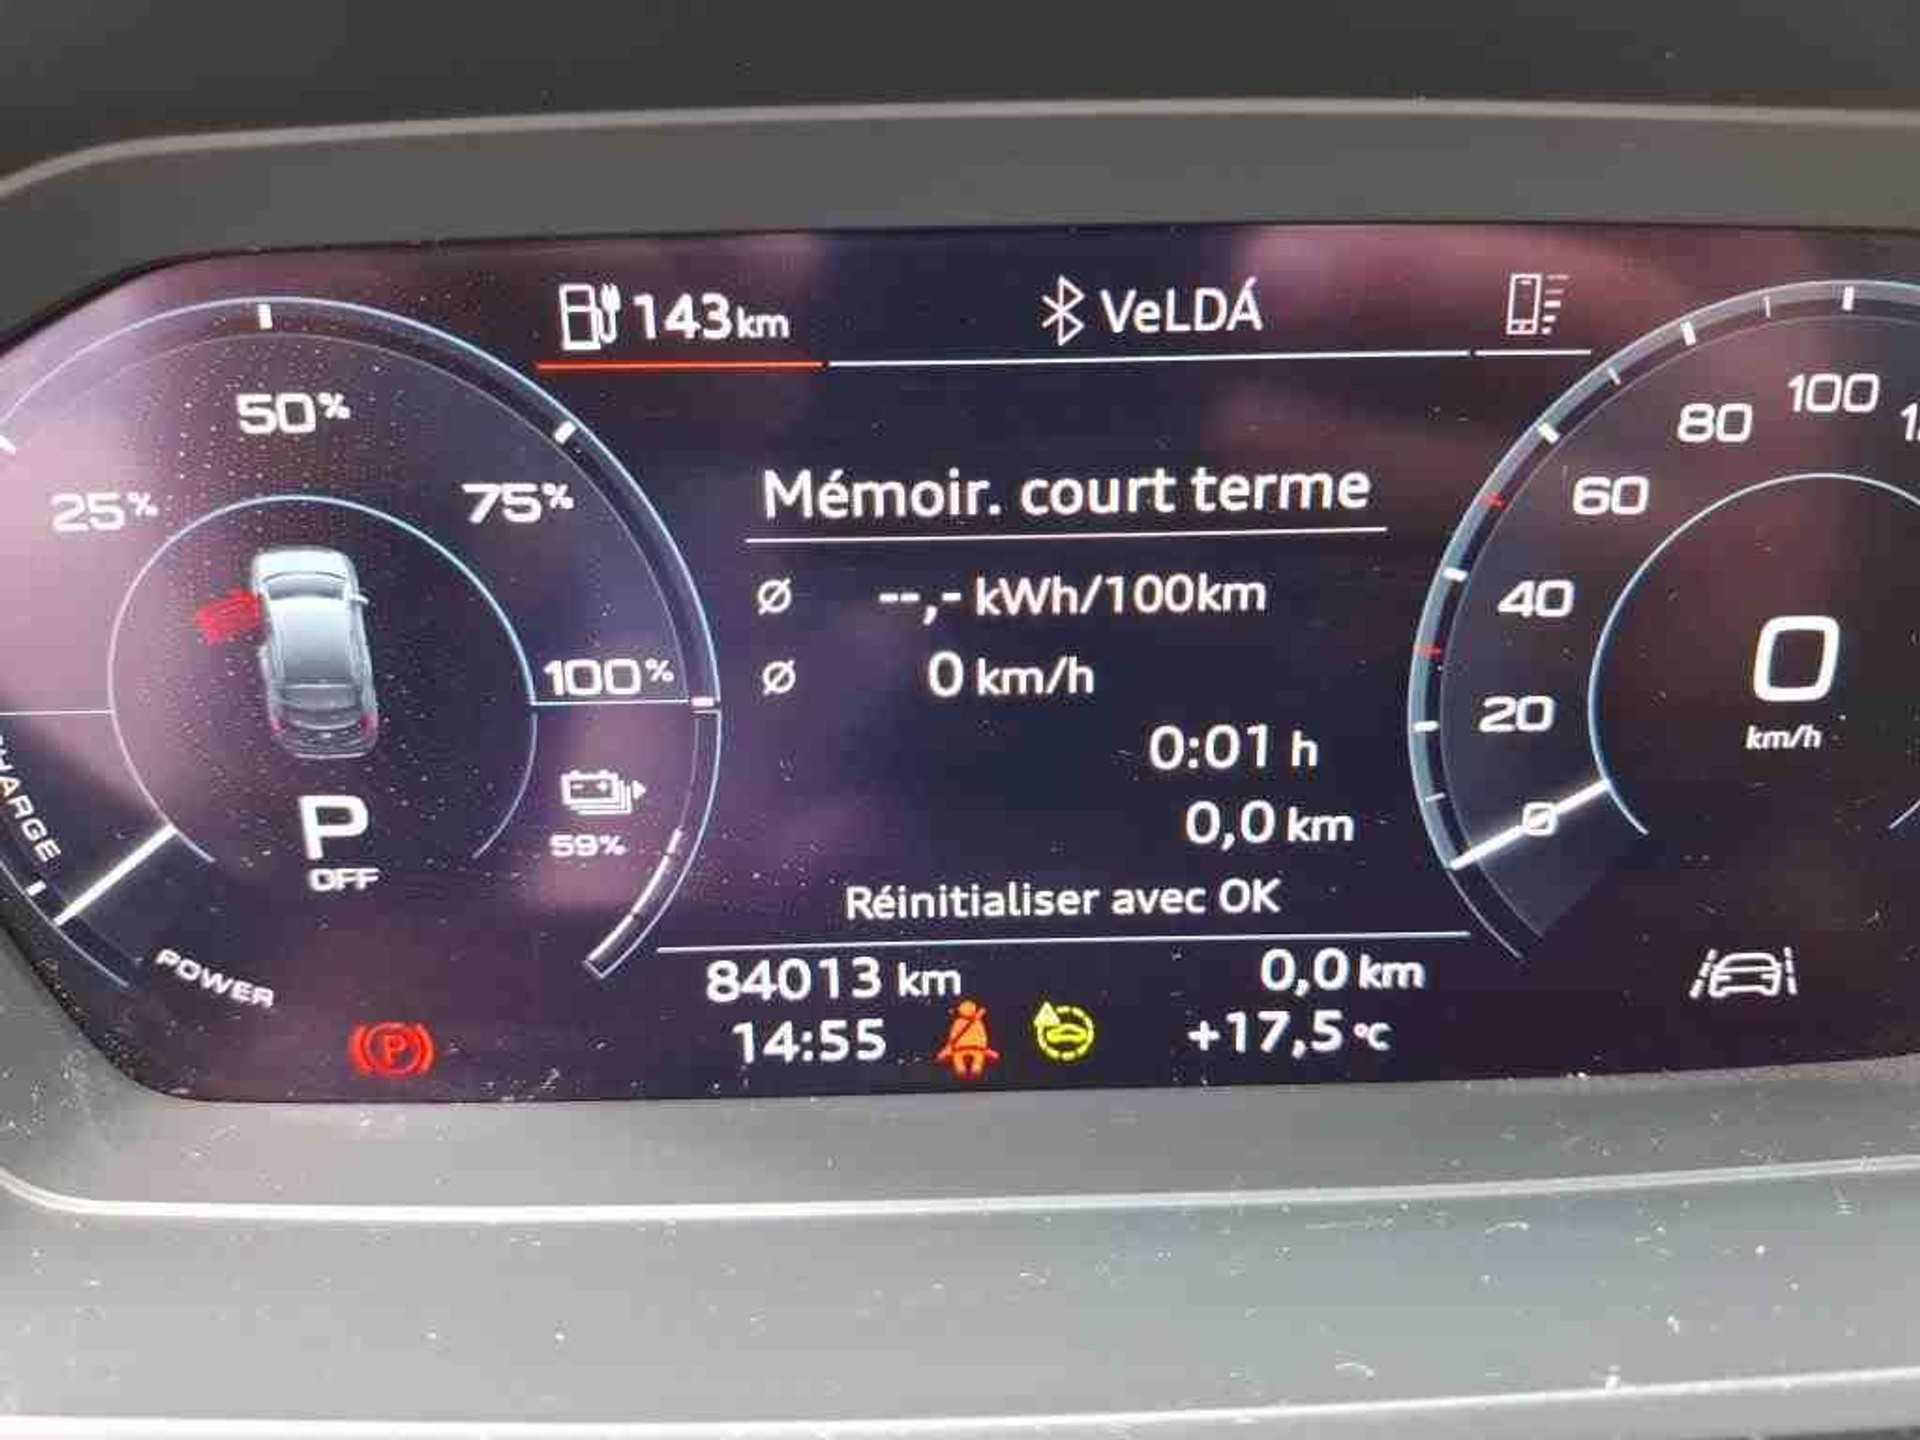 143 km
VeLDÁ
25%
50%
75%
100%
59%
P
OFF
POWER
Mémoir. court terme
Ø --,- kWh/100km
Ø 0 km/h
0:01 h
0,0 km
Réinitialiser avec OK
84013 km 0,0 km
14:55 +17,5 °C
P
0
20
40
60
80
100
0
km/h